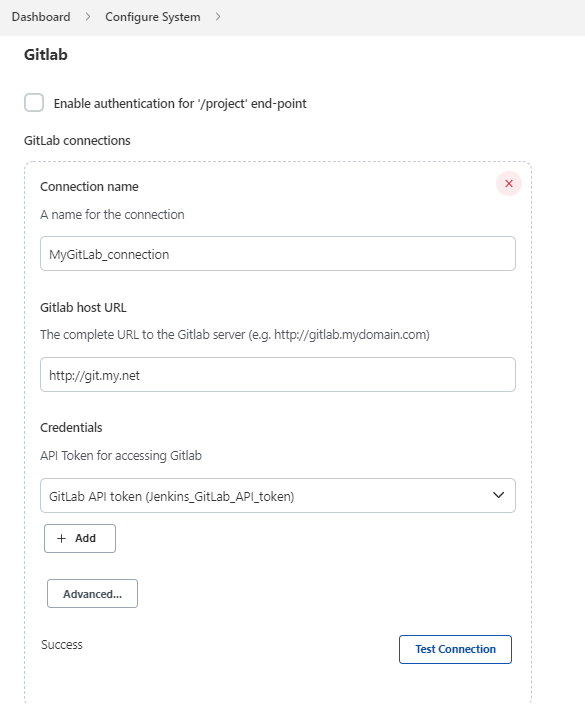 Dashboard > Configure System >
Gitlab
Enable authentication for '/project' end-point
GitLab connections
Connection name
A name for the connection
MyGitLab_connection
Gitlab host URL
The complete URL to the Gitlab server (e.g. http://gitlab.mydomain.com)
http://git.my.net
Credentials
API Token for accessing Gitlab
GitLab API token (Jenkins_GitLab_API_token)
+ Add
Advanced...
Success
Test Connection